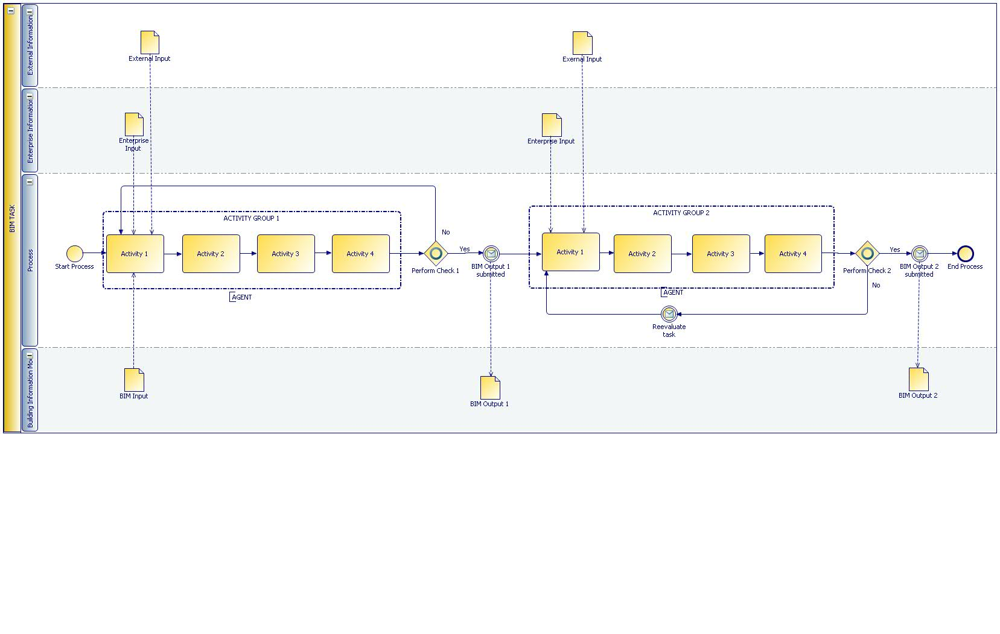 BIM TASK
External Information
External Input
Exernal Input
Enterprise Information
Enterprise
Input
Enterprise Input
Process
Start Process
ACTIVITY GROUP 1
Activity 1
Activity 2
Activity 3
Activity 4
AGENT
No
Yes
Perform Check 1
BIM Output 1
submitted
ACTIVITY GROUP 2
Activity 1
Activity 2
Activity 3
Activity 4
AGENT
Reevaluate
task
Yes
No
Perform Check 2
BIM Output 2
submitted
End Process
Building Information Mo
BIM Input
BIM Output 1
BIM Output 2